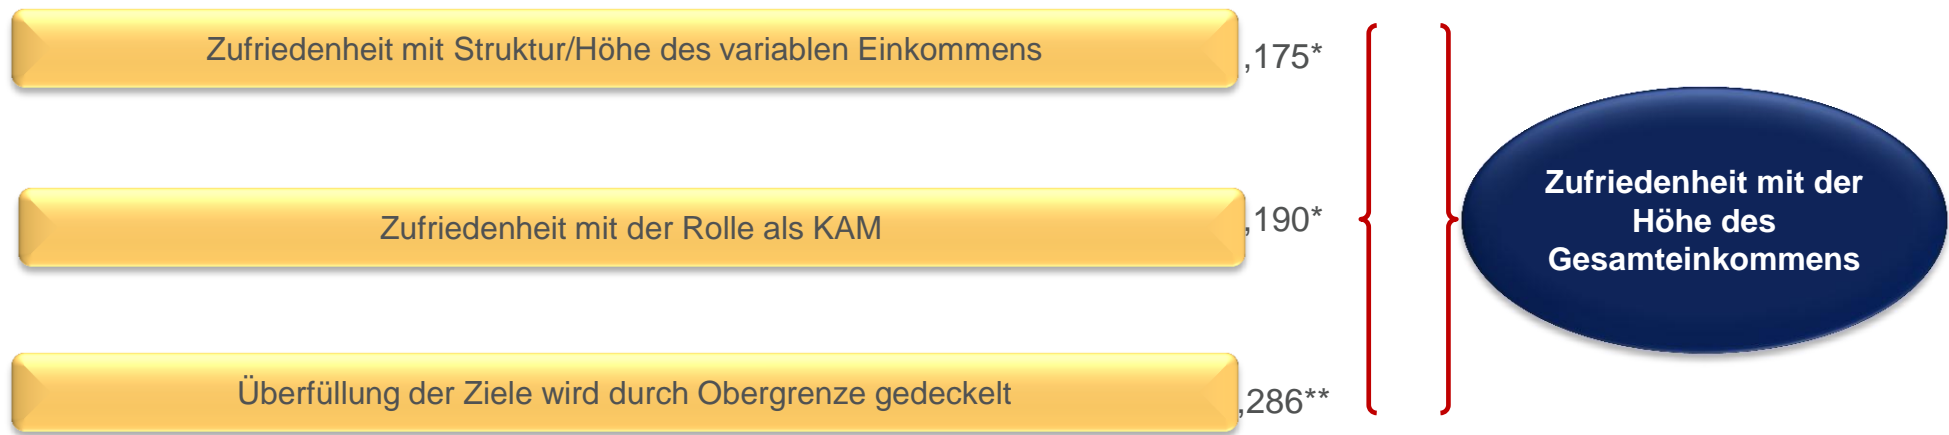 Zufriedenheit mit Struktur/Höhe des variablen Einkommens
,175*
Zufriedenheit mit der Rolle als KAM
,190*
Überfüllung der Ziele wird durch Obergrenze gedeckelt
,286**
Zufriedenheit mit der
Höhe des
Gesamteinkommens